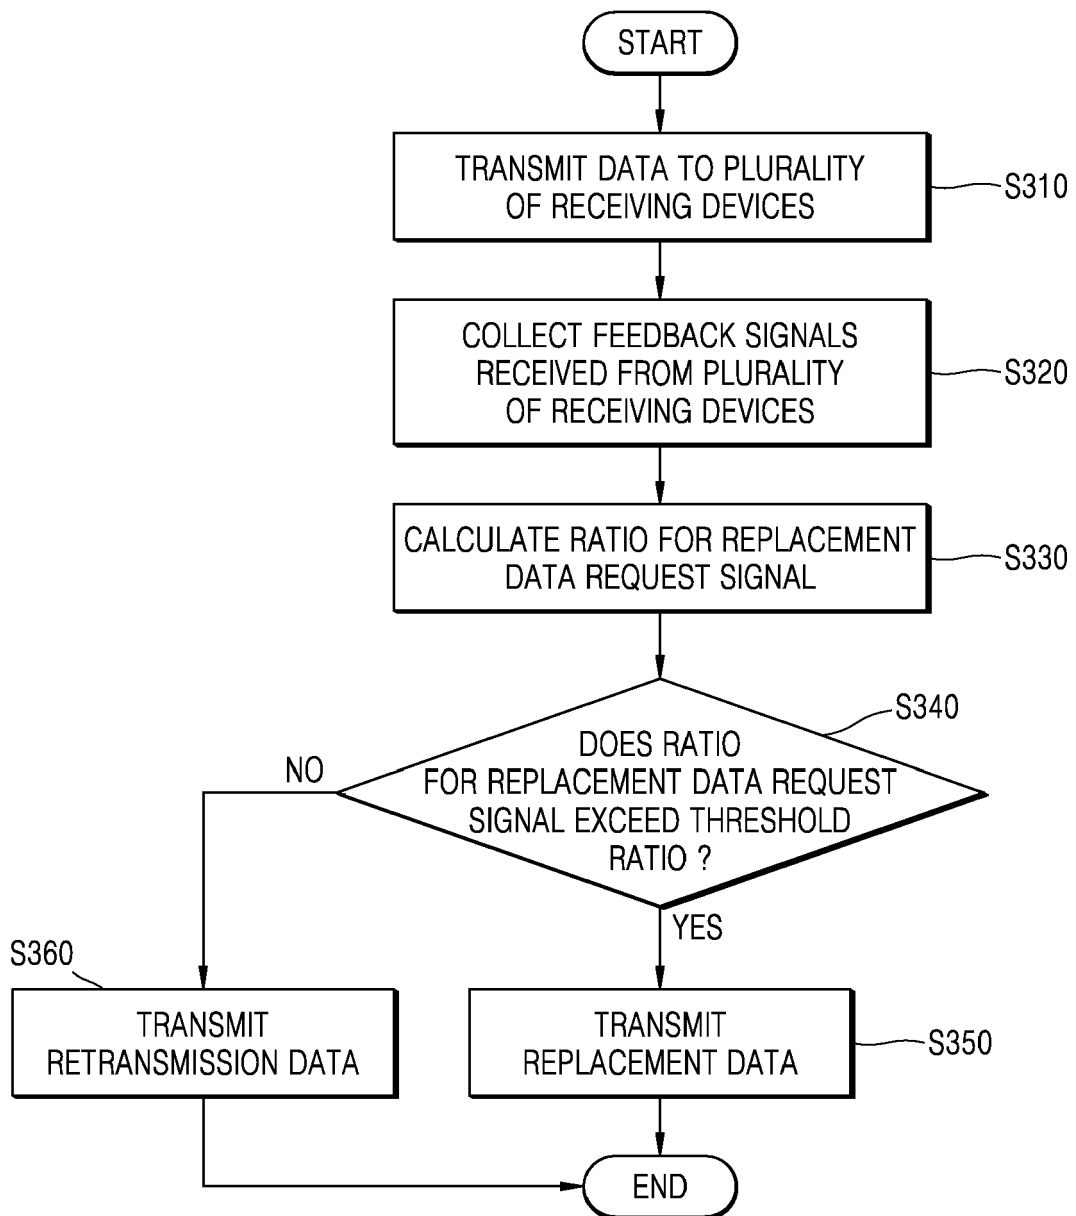 START
TRANSMIT DATA TO PLURALITY
OF RECEIVING DEVICES
S310
COLLECT FEEDBACK SIGNALS
RECEIVED FROM PLURALITY
OF RECEIVING DEVICES
S320
CALCULATE RATIO FOR REPLACEMENT
DATA REQUEST SIGNAL
S330
S340
DOES RATIO
FOR REPLACEMENT DATA REQUEST
SIGNAL EXCEED THRESHOLD
RATIO ?
NO
YES
S360
TRANSMIT
RETRANSMISSION DATA
TRANSMIT
REPLACEMENT DATA
S350
END